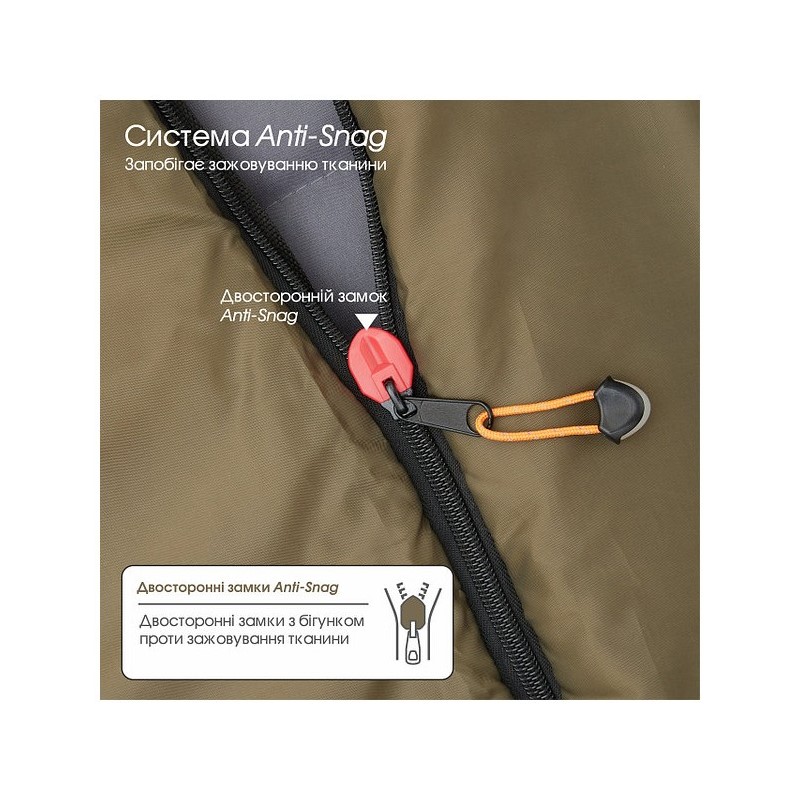 Система Anti-Snag
Запобігає зажовуванню тканини
Двосторонній замок
Anti-Snag
Двосторонні замки Anti-Snag
Двосторонні замки з бігунком
проти зажовування тканини